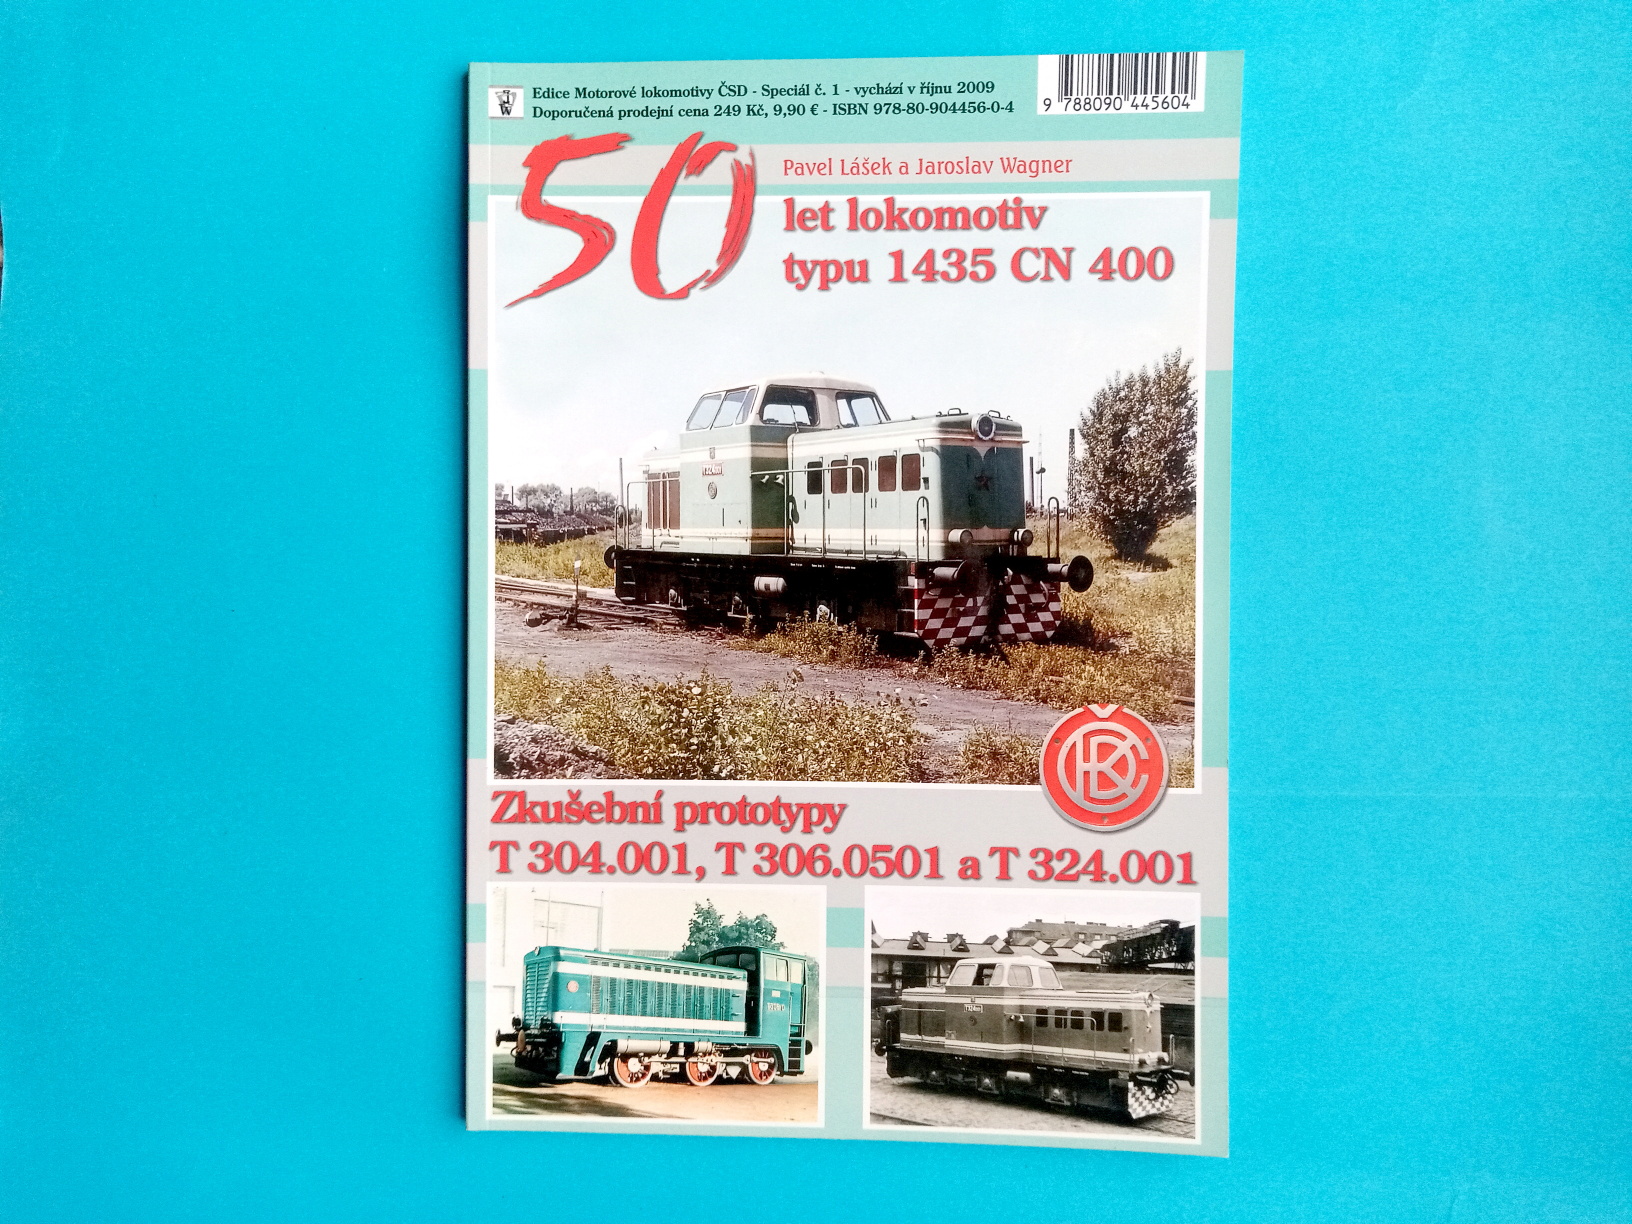 Edice Motorové lokomotivy ČSD - Speciál č. 1 - vychází v říjnu 2009
Doporučená prodejní cena 249 Kč, 9,90 € - ISBN 978-80-904456-0-4
9 788090 445604
JW
50
Pavel Lášek a Jaroslav Wagner
let lokomotiv
typu 1435 CN 400
ČKD
Zkušební prototypy
T 304.001, T 306.0501 a T 324.001